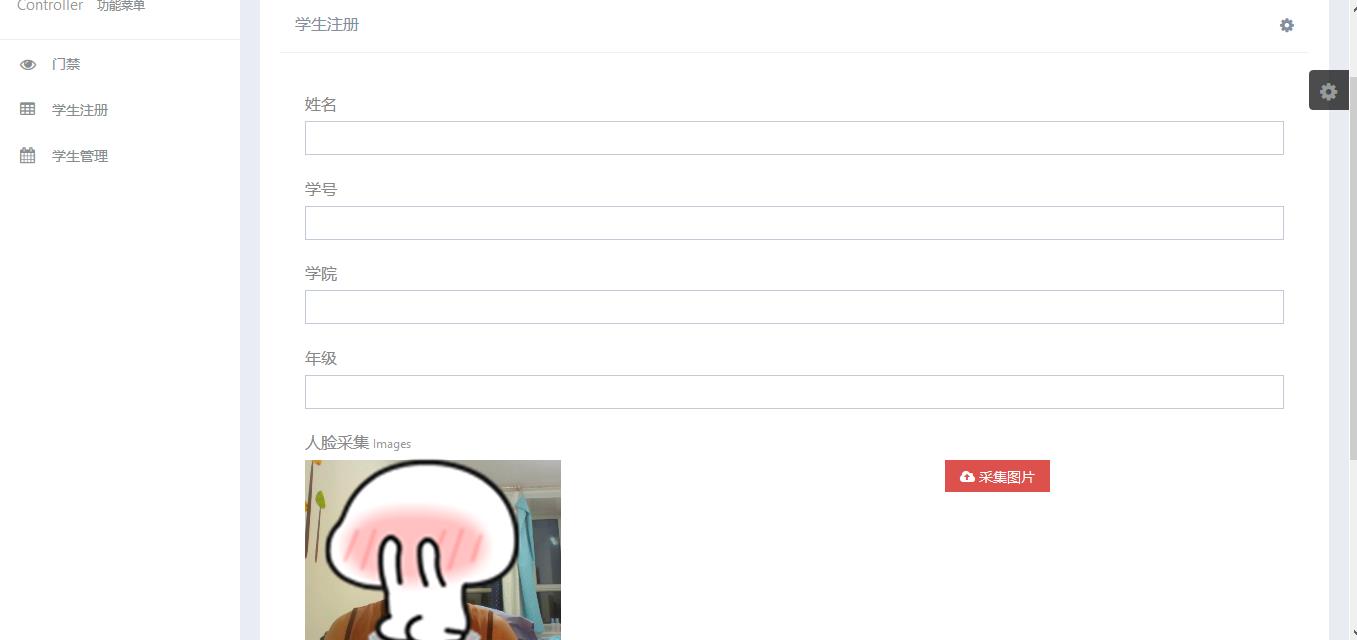 Controller 功能菜单
门禁
学生注册
学生管理
学生注册
姓名
学号
学院
年级
人脸采集 Images
采集图片